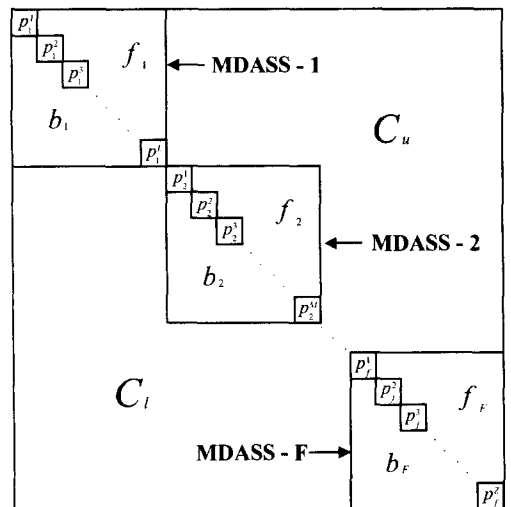 p₁¹
p₁²
p₁³
f₁
MDASS - 1
b₁
p₁ᴵ
Cᵤ
p₂¹
p₂²
p₂³
f₂
MDASS - 2
b₂
p₂ᴹ
Cₗ
p_f¹
p_f²
p_f³
f_F
MDASS - F
b_F
p_f^Z